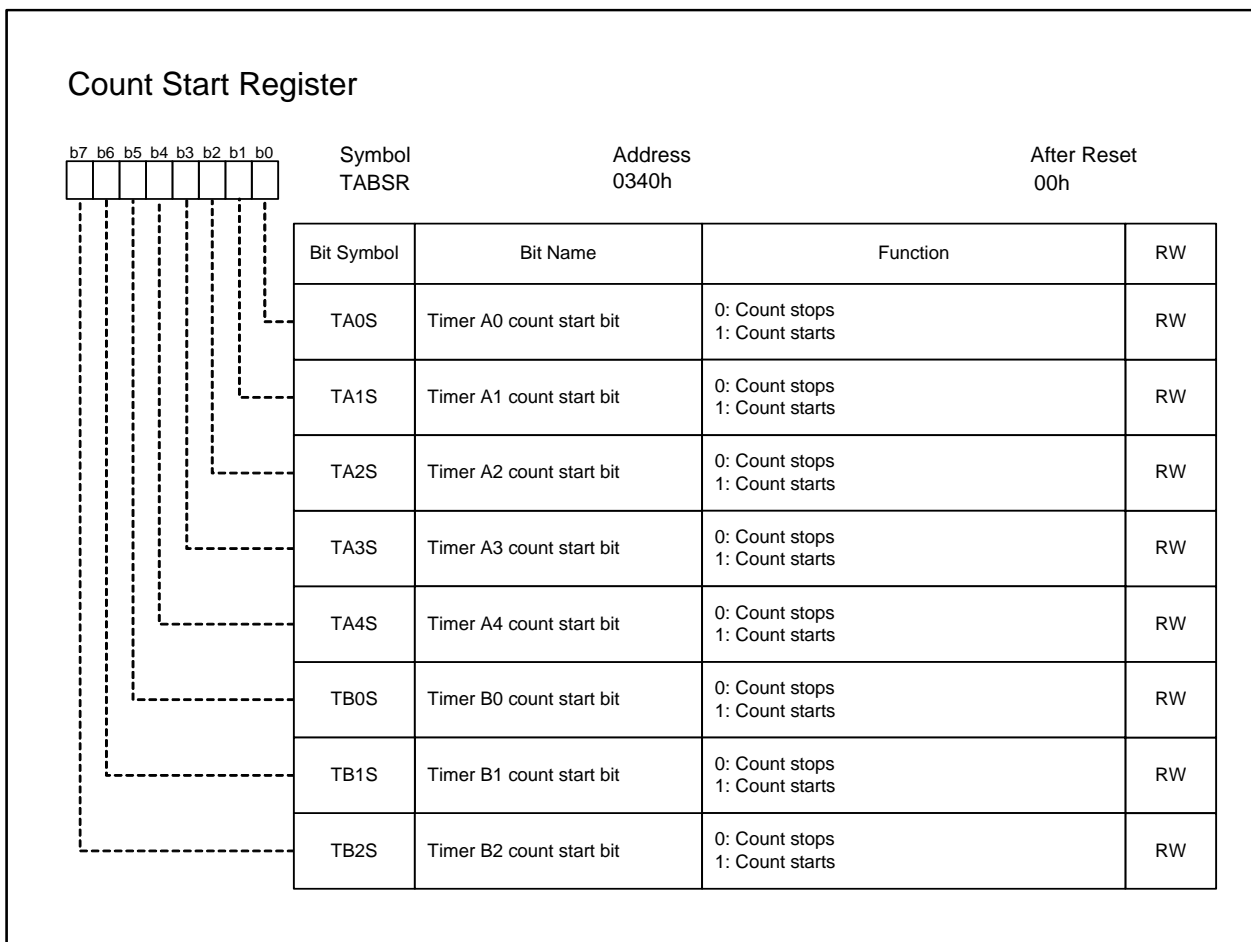 Count Start Register
b7 b6 b5 b4 b3 b2 b1 b0
Symbol Address After Reset
TABSR 0340h 00h
Bit Symbol Bit Name Function RW
TA0S Timer A0 count start bit 0: Count stops
1: Count starts RW
TA1S Timer A1 count start bit 0: Count stops
1: Count starts RW
TA2S Timer A2 count start bit 0: Count stops
1: Count starts RW
TA3S Timer A3 count start bit 0: Count stops
1: Count starts RW
TA4S Timer A4 count start bit 0: Count stops
1: Count starts RW
TB0S Timer B0 count start bit 0: Count stops
1: Count starts RW
TB1S Timer B1 count start bit 0: Count stops
1: Count starts RW
TB2S Timer B2 count start bit 0: Count stops
1: Count starts RW